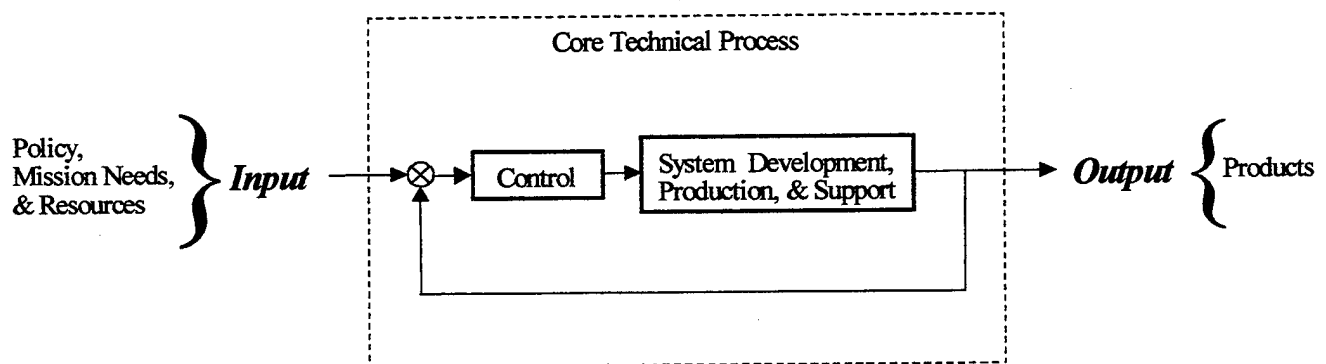 Core Technical Process
Policy,
Mission Needs,
& Resources
Input
Control
System Development,
Production, & Support
Output
Products